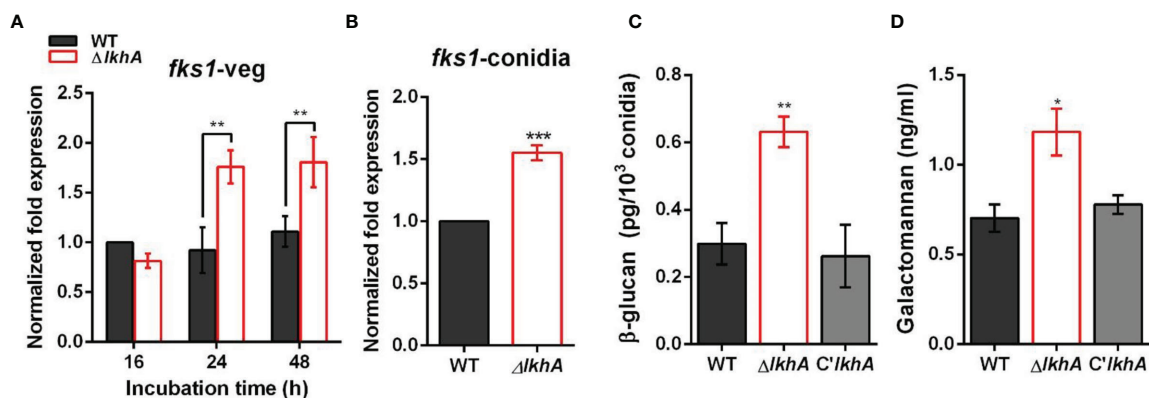 A
WT
ΔlkhA
fks1-veg
Normalized fold expression
2.5
2.0
1.5
1.0
0.5
0.0
**
**
16
24
48
Incubation time (h)
B
fks1-conidia
Normalized fold expression
2.0
1.5
1.0
0.5
0.0
***
WT
ΔlkhA
C
β-glucan (pg/10³ conidia)
0.8
0.6
0.4
0.2
0.0
**
WT
ΔlkhA
C'lkhA
D
Galactomannan (ng/ml)
1.5
1.0
0.5
0.0
*
WT
ΔlkhA
C'lkhA